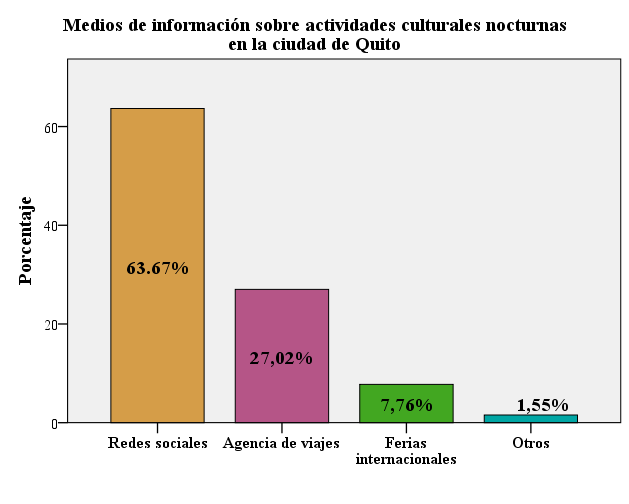 Medios de información sobre actividades culturales nocturnas
en la ciudad de Quito
Porcentaje
60
40
20
0
63.67%
27,02%
7,76%
1,55%
Redes sociales
Agencia de viajes
Ferias
internacionales
Otros